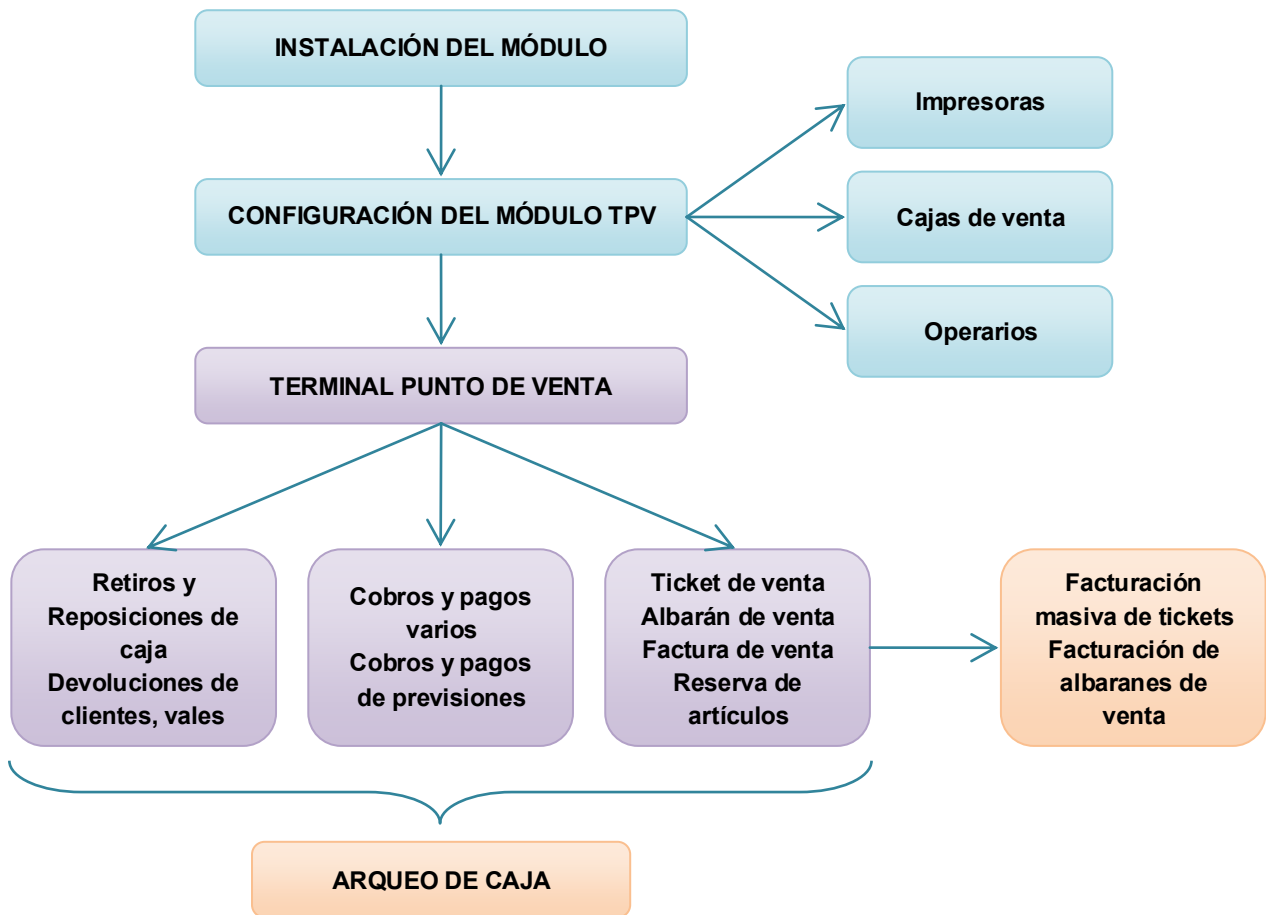 INSTALACIÓN DEL MÓDULO
Impresoras
CONFIGURACIÓN DEL MÓDULO TPV
Cajas de venta
Operarios
TERMINAL PUNTO DE VENTA
Retiros y
Reposiciones de
caja
Devoluciones de
clientes, vales
Cobros y pagos
varios
Cobros y pagos
de previsiones
Ticket de venta
Albarán de venta
Factura de venta
Reserva de
artículos
Facturación
masiva de tickets
Facturación de
albaranes de
venta
ARQUEO DE CAJA